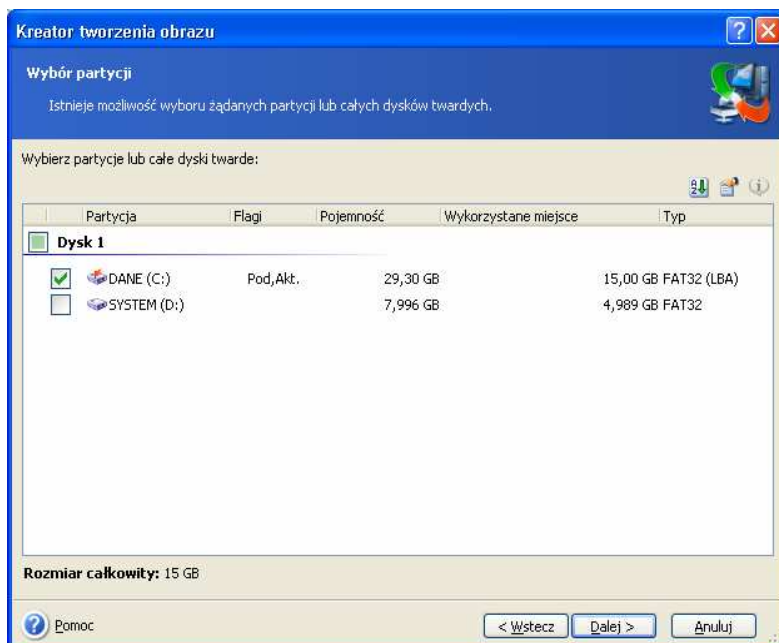 Kreator tworzenia obrazu
Wybór partycji
Istnieje możliwość wyboru żądanych partycji lub całych dysków twardych.
Wybierz partycje lub całe dyski twarde:
Partycja Flagi Pojemność Wykorzystane miejsce Typ
Dysk 1
DANE (C:) Pod,Akt. 29,30 GB 15,00 GB FAT32 (LBA)
SYSTEM (D:) 7,996 GB 4,989 GB FAT32
Rozmiar całkowity: 15 GB
Pomoc < Wstecz Dalej > Anuluj